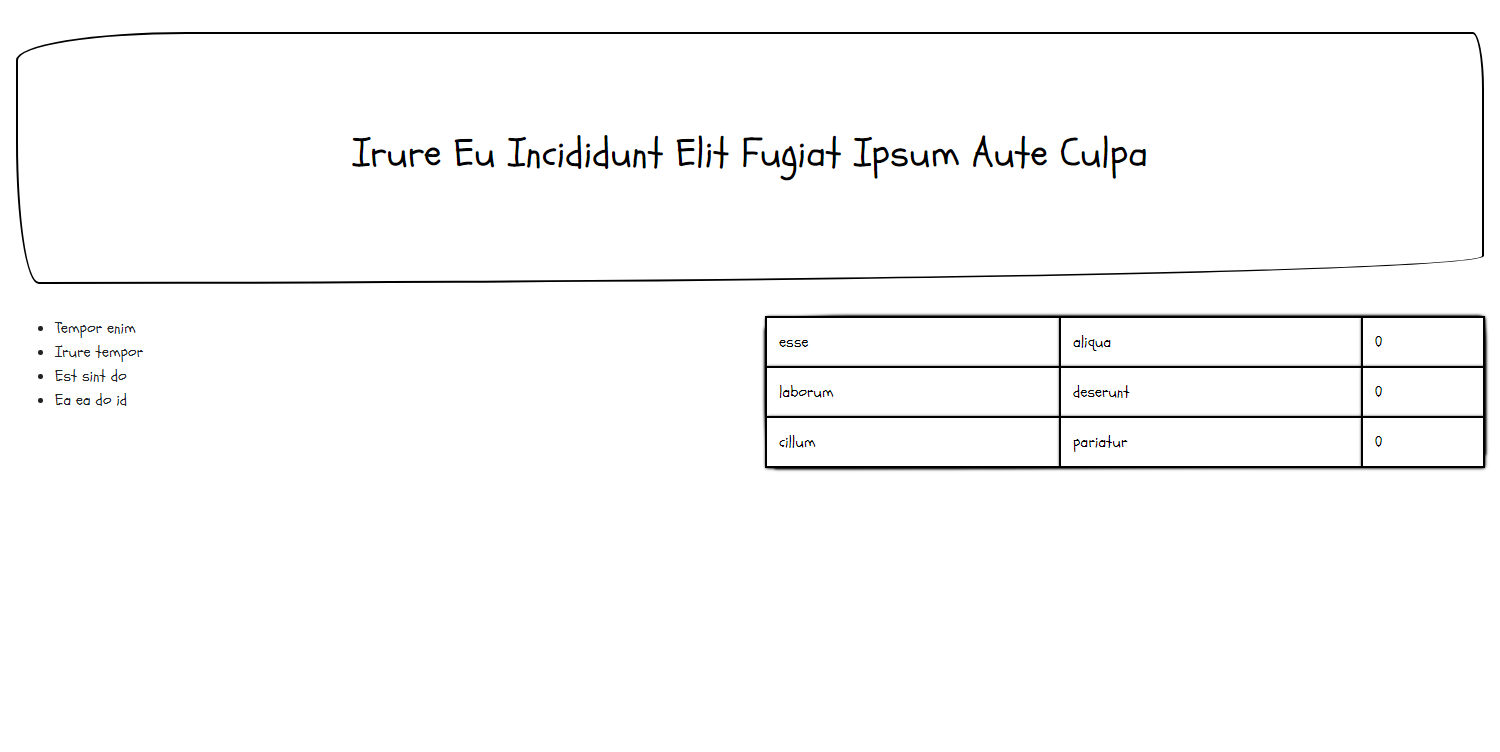 Irure Eu Incididunt Elit Fugiat Ipsum Aute Culpa
Tempor enim
Irure tempor
Est sint do
Ea ea do id
esse aliqua 0
laborum deserunt 0
cillum pariatur 0